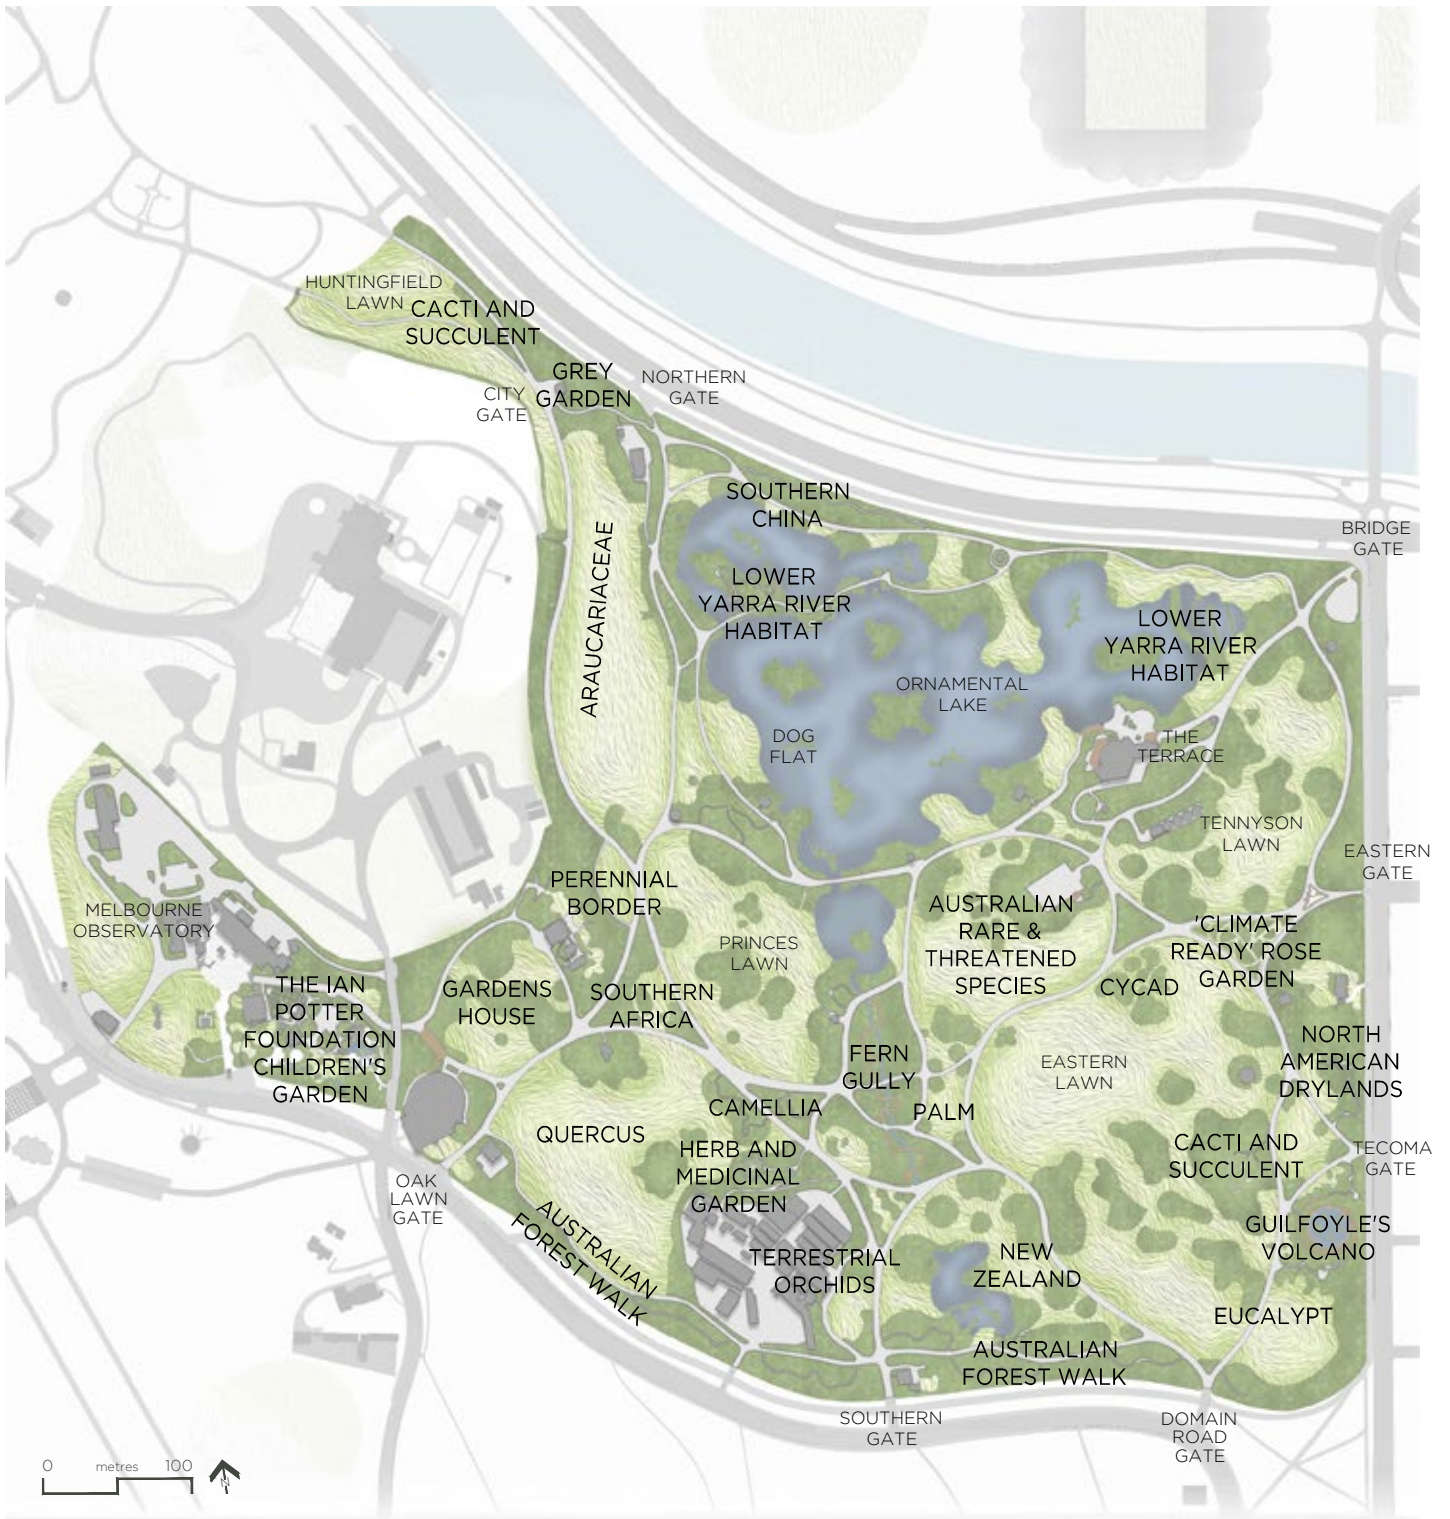 HUNTINGFIELD
LAWN
CACTI AND
SUCCULENT
GREY
GARDEN
NORTHERN
GATE
CITY
GATE
SOUTHERN
CHINA
BRIDGE
GATE
ARAUCARIACEAE
LOWER
YARRA RIVER
HABITAT
LOWER
YARRA RIVER
HABITAT
ORNAMENTAL
LAKE
DOG
FLAT
THE
TERRACE
TENNYSON
LAWN
EASTERN
GATE
PERENNIAL
BORDER
MELBOURNE
OBSERVATORY
AUSTRALIAN
RARE &
THREATENED
SPECIES
'CLIMATE
READY' ROSE
GARDEN
PRINCES
LAWN
CYCAD
THE IAN
POTTER
FOUNDATION
CHILDREN'S
GARDEN
GARDENS
HOUSE
SOUTHERN
AFRICA
NORTH
AMERICAN
DRYLANDS
FERN
GULLY
EASTERN
LAWN
CAMELLIA
PALM
QUERCUS
HERB AND
MEDICINAL
GARDEN
CACTI AND
SUCCULENT
TECOMA
GATE
OAK
LAWN
GATE
AUSTRALIAN
FOREST WALK
TERRESTRIAL
ORCHIDS
NEW
ZEALAND
GUILFOYLE'S
VOLCANO
EUCALYPT
AUSTRALIAN
FOREST WALK
SOUTHERN
GATE
DOMAIN
ROAD
GATE
0 metres 100
N